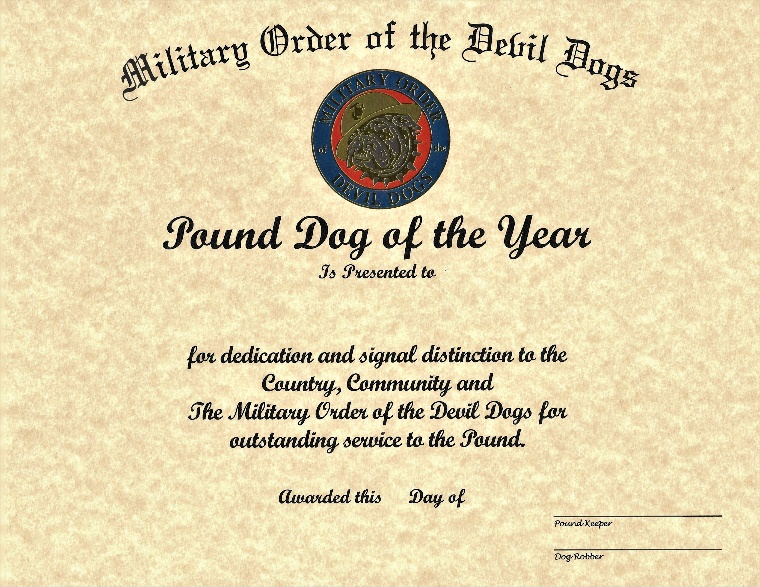 Military Order of the Devil Dogs
MILITARY ORDER
of the
DEVIL DOGS
Pound Dog of the Year
Is Presented to
for dedication and signal distinction to the
Country, Community and
The Military Order of the Devil Dogs for
outstanding service to the Pound.
Awarded this Day of
Pound Keeper
Dog Robber